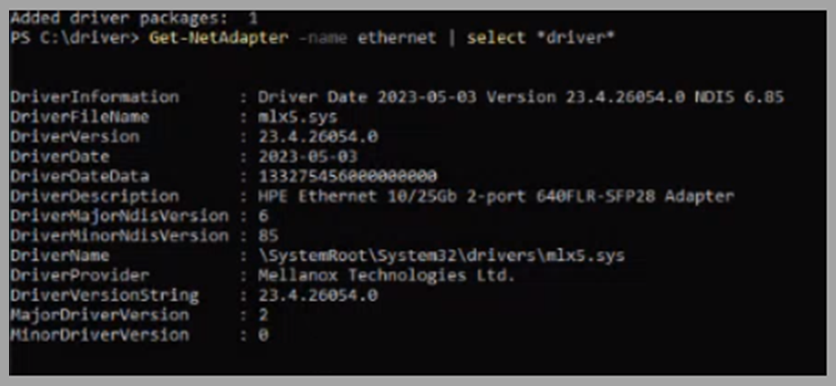 Added driver packages:  1
PS C:\driver> Get-NetAdapter -name ethernet | select *driver*
DriverInformation       : Driver Date 2023-05-03 Version 23.4.26054.0 NDIS 6.85
DriverFileName          : mlx5.sys
DriverVersion           : 23.4.26054.0
DriverDate              : 2023-05-03
DriverDateData          : 133275456000000000
DriverDescription       : HPE Ethernet 10/25Gb 2-port 640FLR-SFP28 Adapter
DriverMajorNdisVersion : 6
DriverMinorNdisVersion : 85
DriverName              : \SystemRoot\System32\drivers\mlx5.sys
DriverProvider          : Mellanox Technologies Ltd.
DriverVersionString     : 23.4.26054.0
MajorDriverVersion      : 2
MinorDriverVersion      : 0